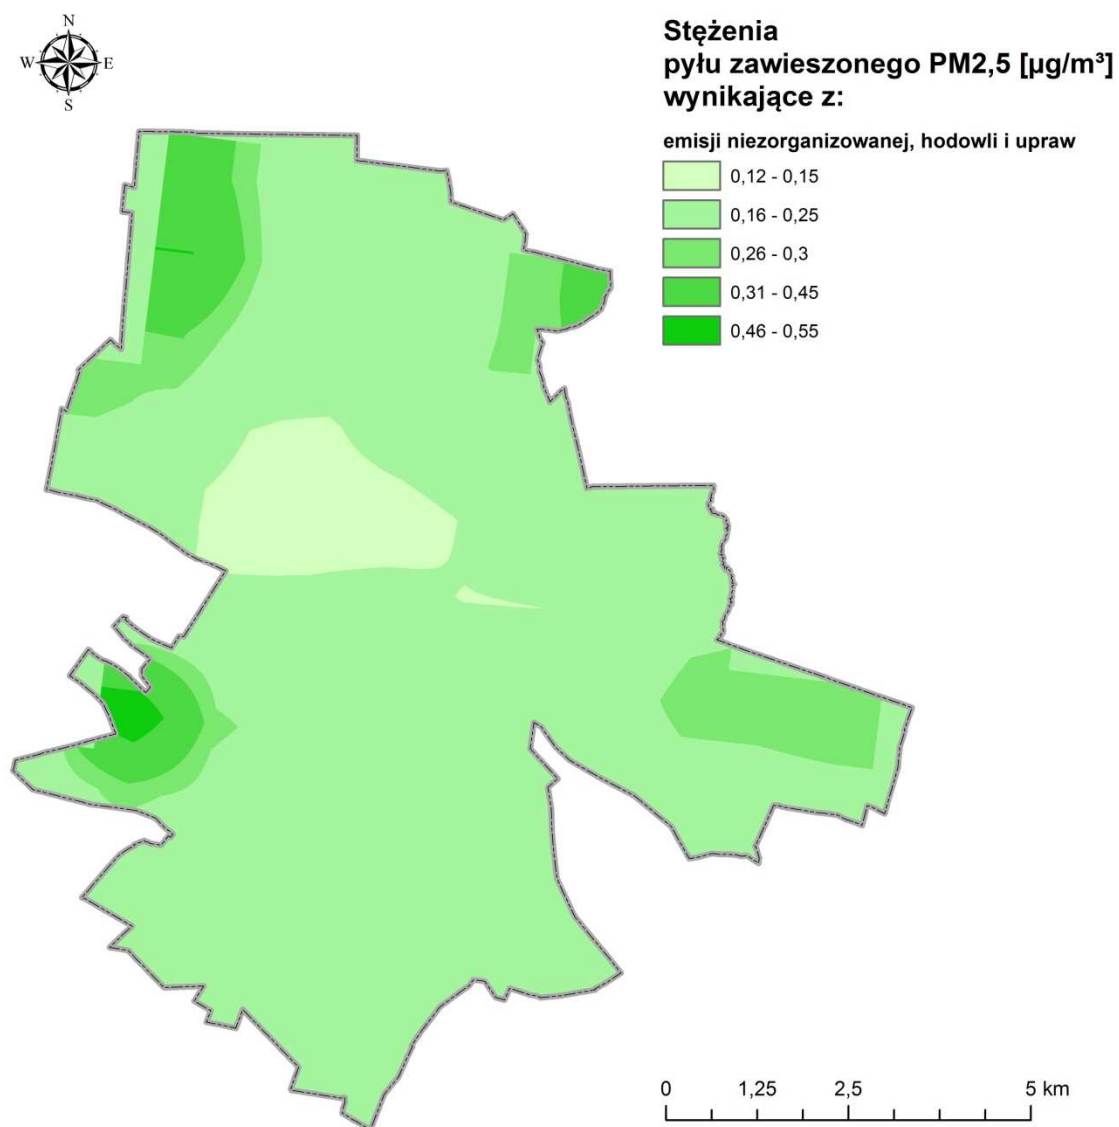 N
W E
S
Stężenia
pyłu zawieszonego PM2,5 [µg/m³]
wynikające z:
emisji niezorganizowanej, hodowli i upraw
0,12 - 0,15
0,16 - 0,25
0,26 - 0,3
0,31 - 0,45
0,46 - 0,55
0 1,25 2,5 5 km